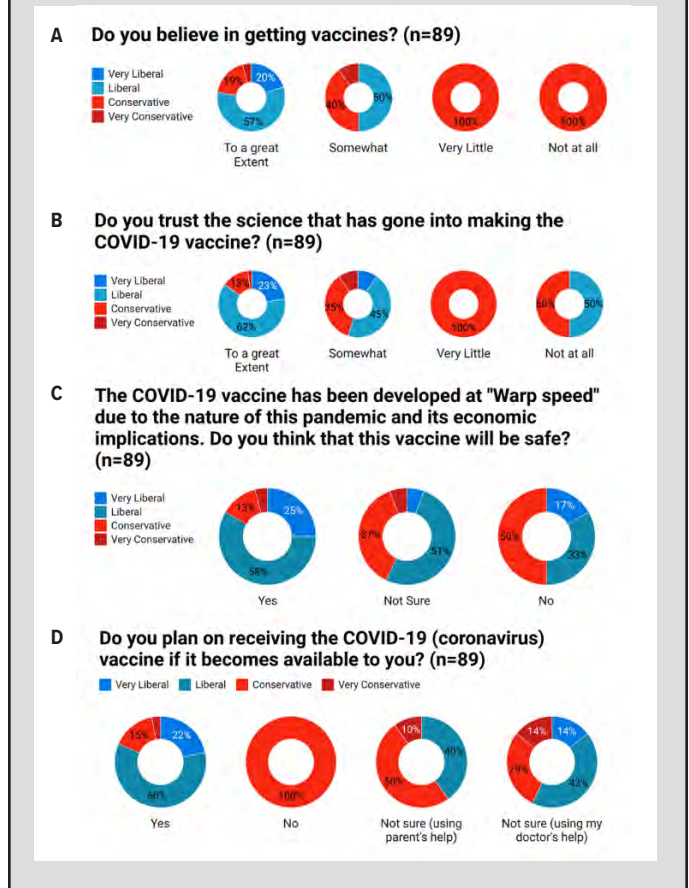 A
Do you believe in getting vaccines? (n=89)
Very Liberal
Liberal
Conservative
Very Conservative
19%
20%
57%
40%
50%
100%
100%
To a great
Extent
Somewhat
Very Little
Not at all
B
Do you trust the science that has gone into making the
COVID-19 vaccine? (n=89)
Very Liberal
Liberal
Conservative
Very Conservative
13%
23%
62%
35%
45%
100%
50%
50%
To a great
Extent
Somewhat
Very Little
Not at all
C
The COVID-19 vaccine has been developed at "Warp speed"
due to the nature of this pandemic and its economic
implications. Do you think that this vaccine will be safe?
(n=89)
Very Liberal
Liberal
Conservative
Very Conservative
13%
25%
58%
37%
51%
17%
50%
33%
Yes
Not Sure
No
D
Do you plan on receiving the COVID-19 (coronavirus)
vaccine if it becomes available to you? (n=89)
Very Liberal
Liberal
Conservative
Very Conservative
15%
22%
60%
100%
10%
40%
50%
14%
14%
29%
43%
Yes
No
Not sure (using
parent's help)
Not sure (using my
doctor's help)